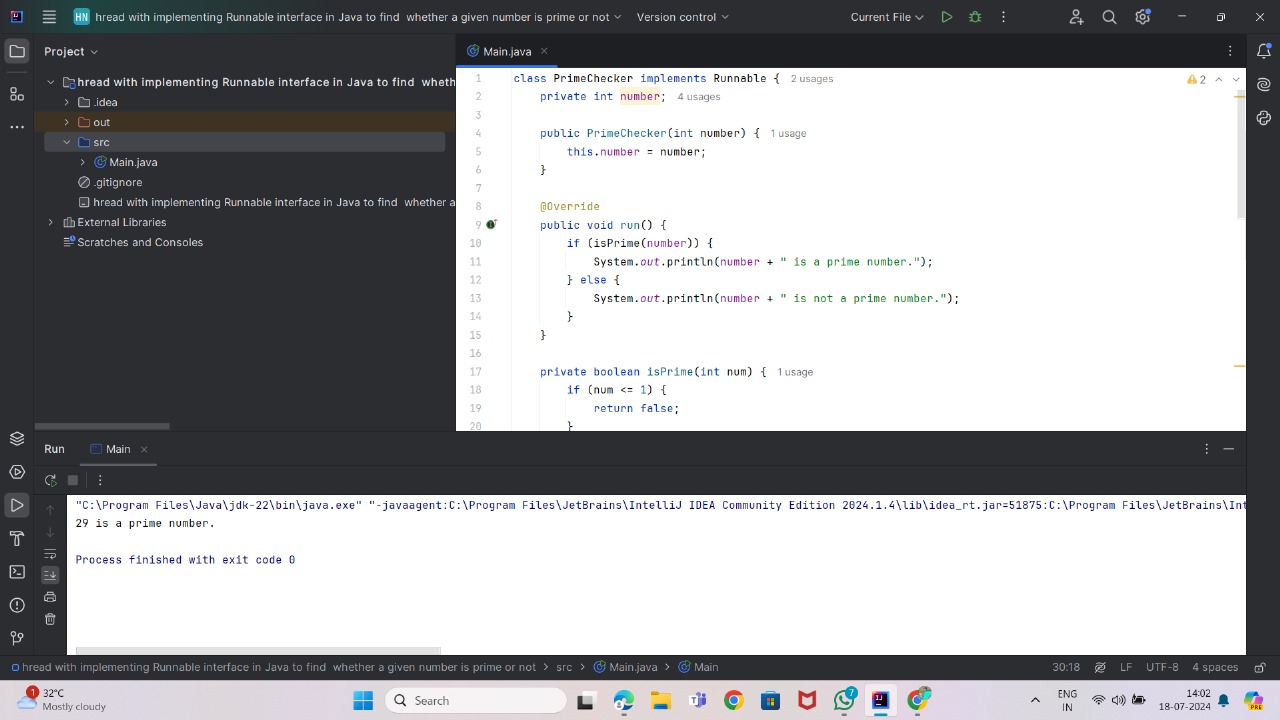 HN hread with implementing Runnable interface in Java to find whether a given number is prime or not Version control Current File
Project
Main.java
hread with implementing Runnable interface in Java to find wheth
.idea
out
src
Main.java
.gitignore
hread with implementing Runnable interface in Java to find whether a
External Libraries
Scratches and Consoles
2
1 class PrimeChecker implements Runnable { 2 usages
2 private int number; 4 usages
3
4 public PrimeChecker(int number) { 1 usage
5 this.number = number;
6 }
7
8 @Override
9 public void run() {
10 if (isPrime(number)) {
11 System.out.println(number + " is a prime number.");
12 } else {
13 System.out.println(number + " is not a prime number.");
14 }
15 }
16
17 private boolean isPrime(int num) { 1 usage
18 if (num <= 1) {
19 return false;
20 }
Run Main
"C:\Program Files\Java\jdk-22\bin\java.exe" "-javaagent:C:\Program Files\JetBrains\IntelliJ IDEA Community Edition 2024.1.4\lib\idea_rt.jar=51875:C:\Program Files\JetBrains\Int
29 is a prime number.
Process finished with exit code 0
hread with implementing Runnable interface in Java to find whether a given number is prime or not > src > Main.java > Main 30:18 LF UTF-8 4 spaces
1 32°C
Mostly cloudy
Search
7
ENG
IN
14:02
18-07-2024
PRE